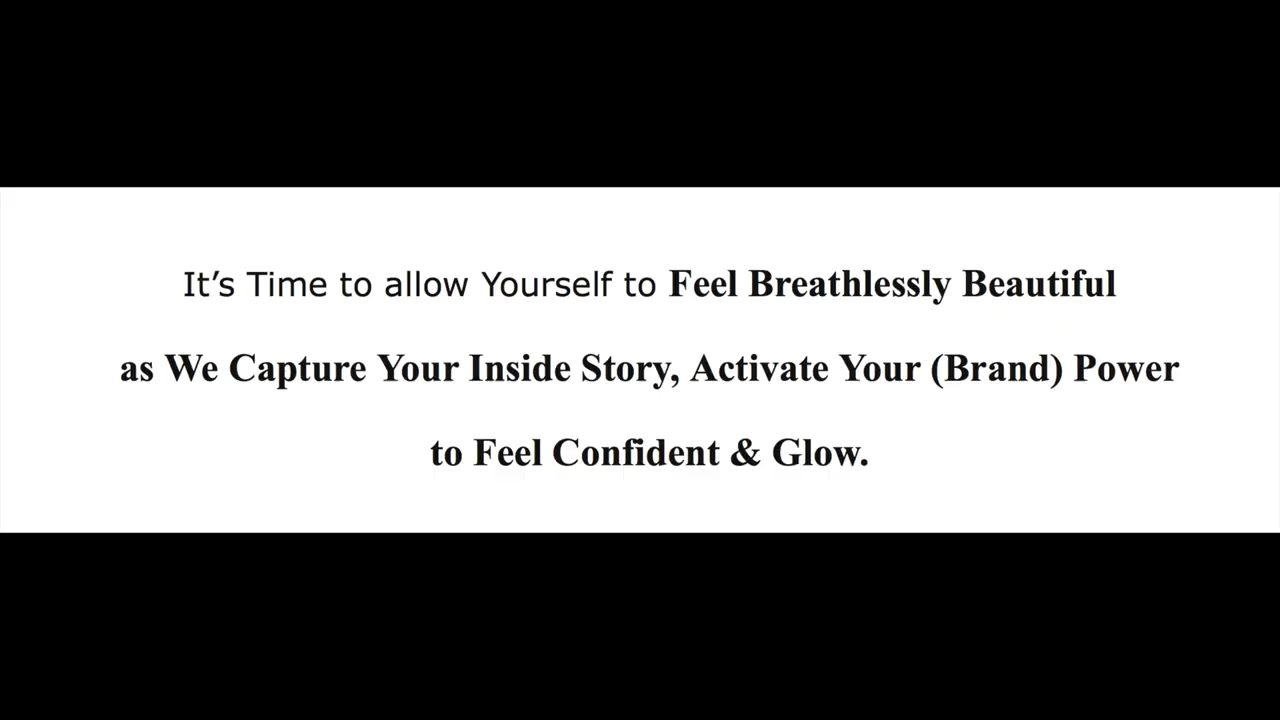 It’s Time to allow Yourself to Feel Breathlessly Beautiful
as We Capture Your Inside Story, Activate Your (Brand) Power
to Feel Confident & Glow.